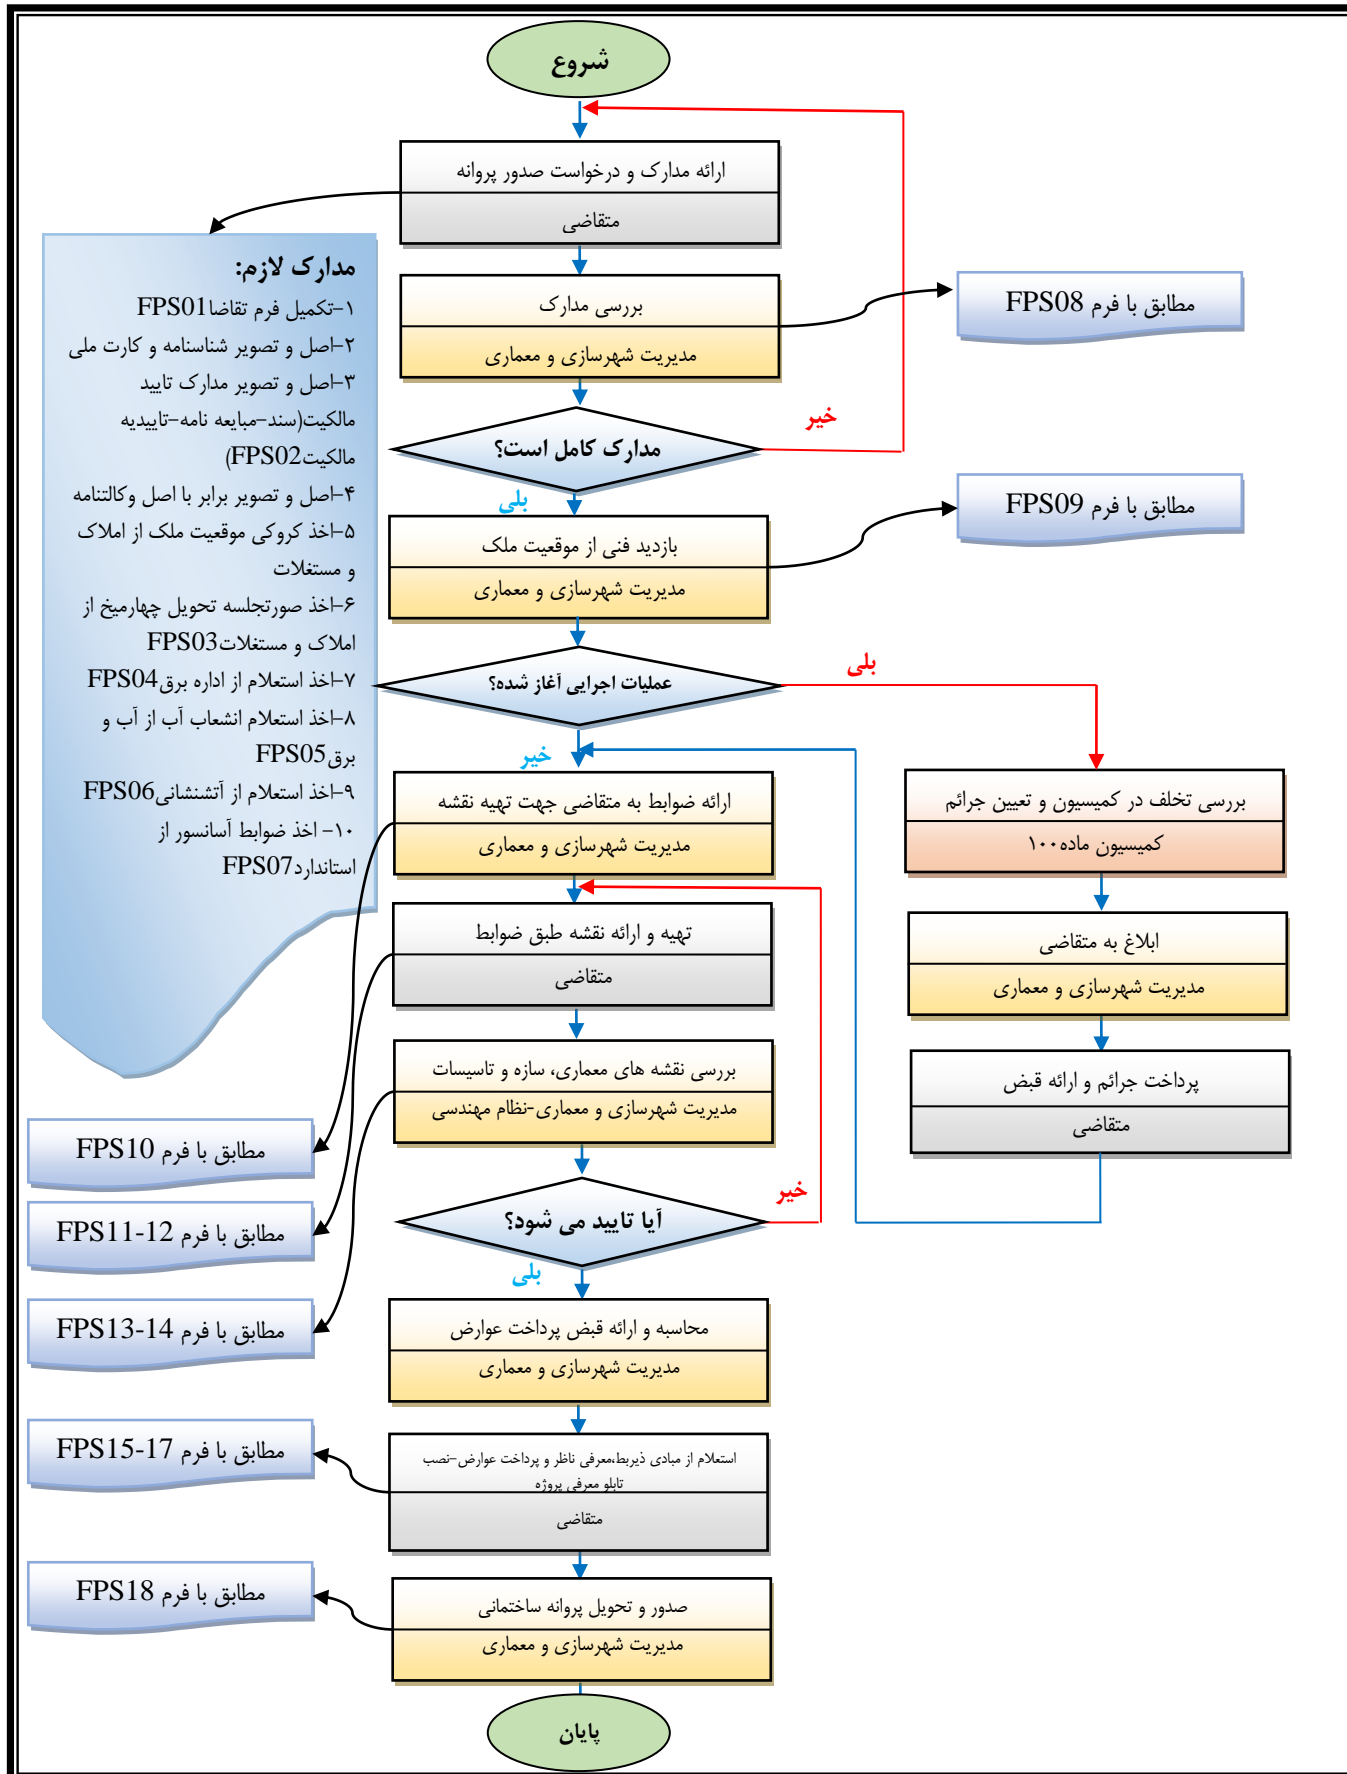 شروع
ارائه مدارک و درخواست صدور پروانه
متقاضی
مدارک لازم:
۱-تکمیل فرم تقاضاFPS01
۲-اصل و تصویر شناسنامه و کارت ملی
۳-اصل و تصویر مدارک تایید
مالکیت(سند-مبایعه نامه-تاییدیه
مالکیتFPS02)
۴-اصل و تصویر برابر با اصل وکالتنامه
۵-اخذ کروکی موقعیت ملک از املاک
و مستغلات
۶-اخذ صورتجلسه تحویل چهارمیخ از
املاک و مستغلاتFPS03
۷-اخذ استعلام از اداره برقFPS04
۸-اخذ استعلام انشعاب آب از آب و
برقFPS05
۹-اخذ استعلام از آتشنشانیFPS06
۱۰- اخذ ضوابط آسانسور از
استانداردFPS07
بررسی مدارک
مدیریت شهرسازی و معماری
مطابق با فرم FPS08
مدارک کامل است؟
خیر
بلی
بازدید فنی از موقعیت ملک
مدیریت شهرسازی و معماری
مطابق با فرم FPS09
عملیات اجرایی آغاز شده؟
بلی
خیر
ارائه ضوابط به متقاضی جهت تهیه نقشه
مدیریت شهرسازی و معماری
بررسی تخلف در کمیسیون و تعیین جرائم
کمیسیون ماده۱۰۰
تهیه و ارائه نقشه طبق ضوابط
متقاضی
ابلاغ به متقاضی
مدیریت شهرسازی و معماری
بررسی نقشه های معماری، سازه و تاسیسات
مدیریت شهرسازی و معماری-نظام مهندسی
پرداخت جرائم و ارائه قبض
متقاضی
مطابق با فرم FPS10
مطابق با فرم FPS11-12
مطابق با فرم FPS13-14
آیا تایید می شود؟
خیر
بلی
محاسبه و ارائه قبض پرداخت عوارض
مدیریت شهرسازی و معماری
استعلام از مبادی ذیربط،معرفی ناظر و پرداخت عوارض-نصب
تابلو معرفی پروژه
متقاضی
مطابق با فرم FPS15-17
صدور و تحویل پروانه ساختمانی
مدیریت شهرسازی و معماری
مطابق با فرم FPS18
پایان